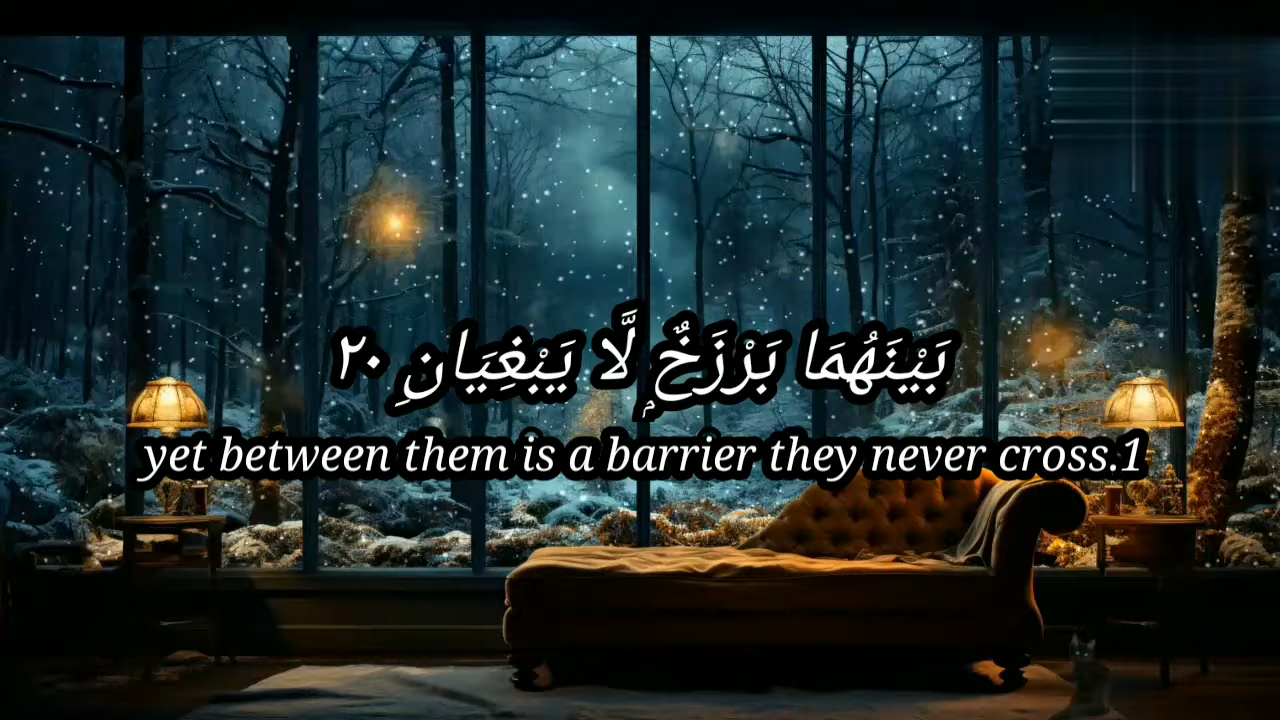 بَيْنَهُمَا بَرْزَخٌۭ لَّا يَبْغِيَانِ ٢٠
yet between them is a barrier they never cross.1